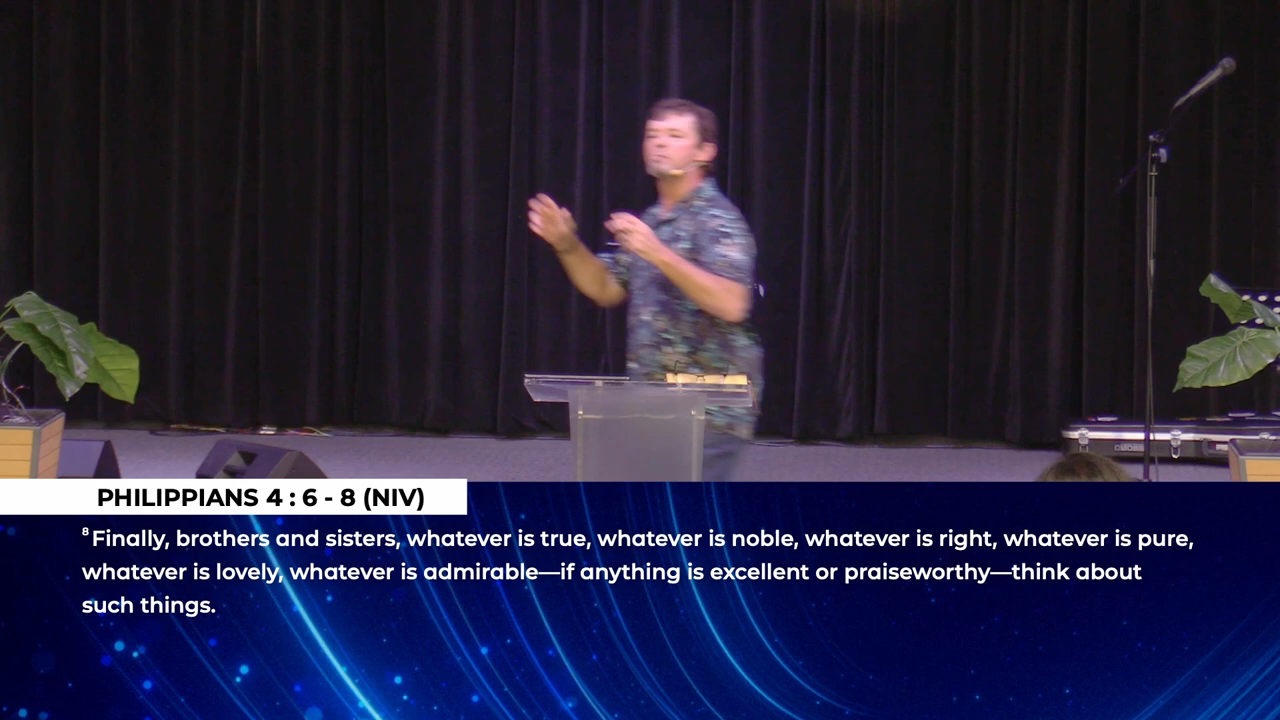 PHILIPPIANS 4 : 6 - 8 (NIV)
⁸ Finally, brothers and sisters, whatever is true, whatever is noble, whatever is right, whatever is pure,
whatever is lovely, whatever is admirable—if anything is excellent or praiseworthy—think about
such things.